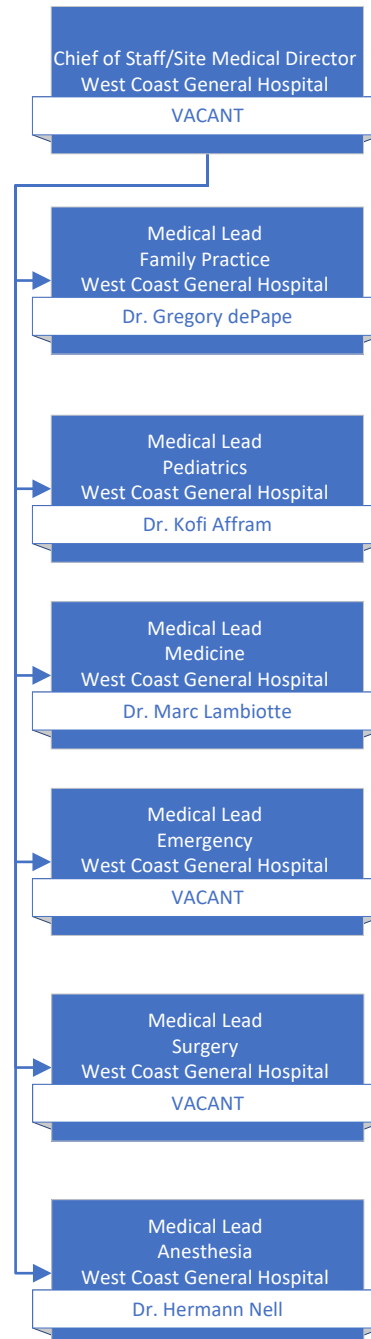 Chief of Staff/Site Medical Director
West Coast General Hospital
VACANT
Medical Lead
Family Practice
West Coast General Hospital
Dr. Gregory dePape
Medical Lead
Pediatrics
West Coast General Hospital
Dr. Kofi Affram
Medical Lead
Medicine
West Coast General Hospital
Dr. Marc Lambiotte
Medical Lead
Emergency
West Coast General Hospital
VACANT
Medical Lead
Surgery
West Coast General Hospital
VACANT
Medical Lead
Anesthesia
West Coast General Hospital
Dr. Hermann Nell